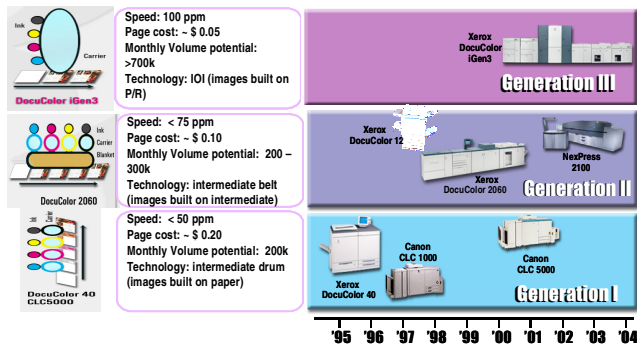 Ink
Carrier
DocuColor iGen3
Speed: 100 ppm
Page cost: ~ $ 0.05
Monthly Volume potential:
>700k
Technology: IOI (images built on
P/R)
Xerox
DocuColor
iGen3
Generation III
Ink
Carrier
Blanket
DocuColor 2060
Speed: < 75 ppm
Page cost: ~ $ 0.10
Monthly Volume potential: 200 –
300k
Technology: intermediate belt
(images built on intermediate)
Xerox
DocuColor 12
Xerox
DocuColor 2060
NexPress
2100
Generation II
Ink
Carrier
DocuColor 40
CLC5000
Speed: < 50 ppm
Page cost: ~ $ 0.20
Monthly Volume potential: 200k
Technology: intermediate drum
(images built on paper)
Xerox
DocuColor 40
Canon
CLC 1000
Canon
CLC 5000
Generation I
'95 '96 '97 '98 '99 '00 '01 '02 '03 '04